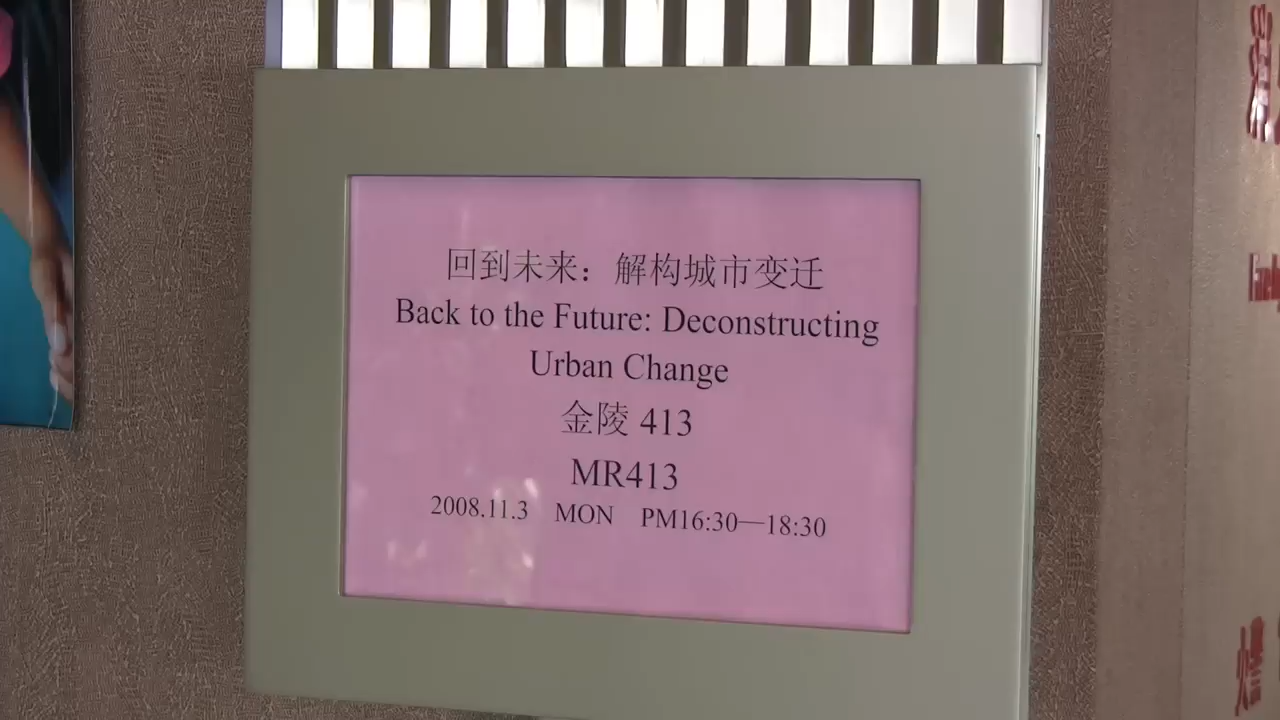 回到未来：解构城市变迁
Back to the Future: Deconstructing
Urban Change
金陵 413
MR413
2008.11.3 MON PM16:30—18:30